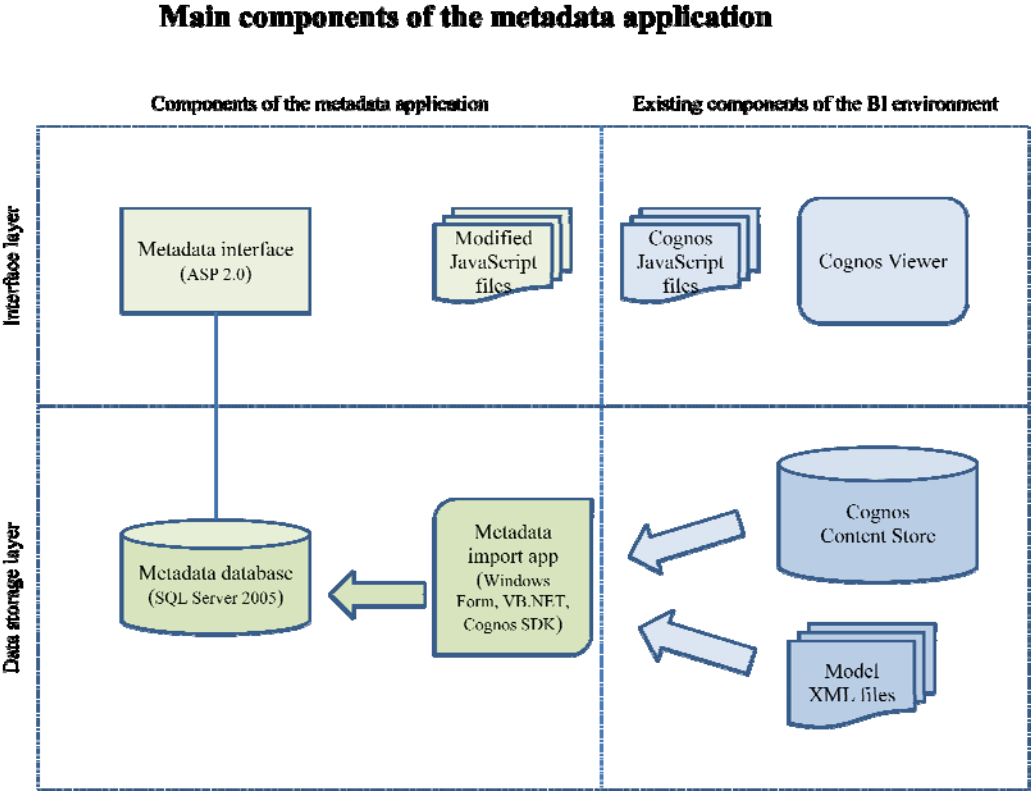 Main components of the metadata application
Components of the metadata application
Existing components of the BI environment
Interface layer
Metadata interface
(ASP 2.0)
Modified
JavaScript
files
Cognos
JavaScript
files
Cognos Viewer
Data storage layer
Metadata database
(SQL Server 2005)
Metadata
import app
(Windows
Form, VB.NET,
Cognos SDK)
Cognos
Content Store
Model
XML files